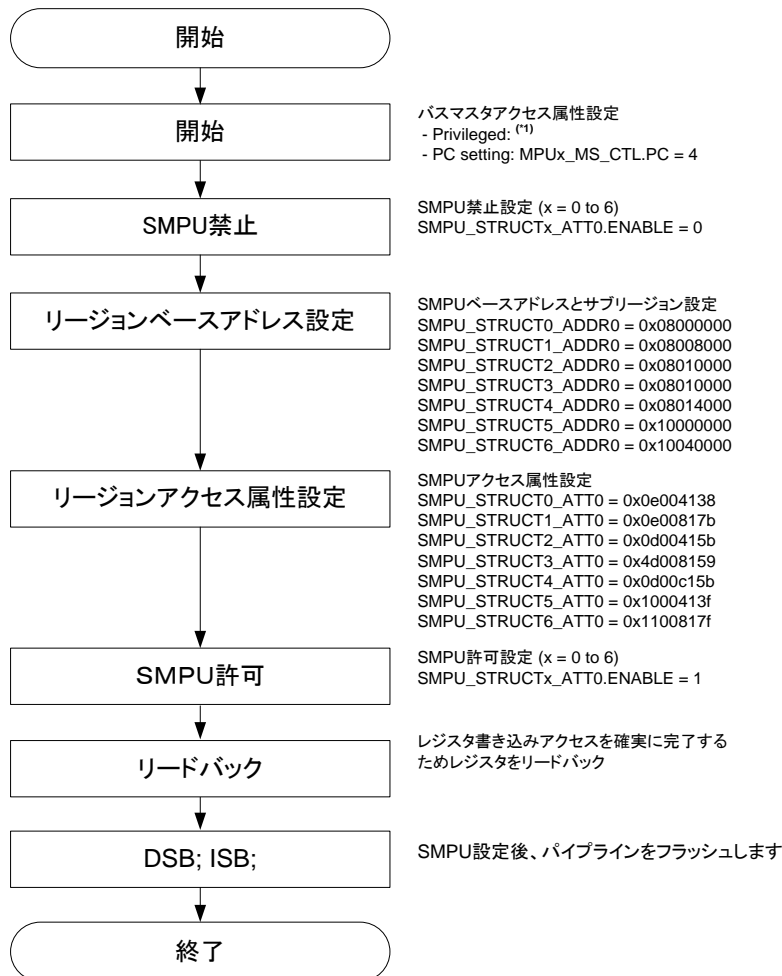 開始
開始
バスマスタアクセス属性設定
- Privileged: (*1)
- PC setting: MPUx_MS_CTL.PC = 4
SMPU禁止
SMPU禁止設定 (x = 0 to 6)
SMPU_STRUCTx_ATT0.ENABLE = 0
リージョンベースアドレス設定
SMPUベースアドレスとサブリージョン設定
SMPU_STRUCT0_ADDR0 = 0x08000000
SMPU_STRUCT1_ADDR0 = 0x08008000
SMPU_STRUCT2_ADDR0 = 0x08010000
SMPU_STRUCT3_ADDR0 = 0x08010000
SMPU_STRUCT4_ADDR0 = 0x08014000
SMPU_STRUCT5_ADDR0 = 0x10000000
SMPU_STRUCT6_ADDR0 = 0x10040000
リージョンアクセス属性設定
SMPUアクセス属性設定
SMPU_STRUCT0_ATT0 = 0x0e004138
SMPU_STRUCT1_ATT0 = 0x0e00817b
SMPU_STRUCT2_ATT0 = 0x0d00415b
SMPU_STRUCT3_ATT0 = 0x4d008159
SMPU_STRUCT4_ATT0 = 0x0d00c15b
SMPU_STRUCT5_ATT0 = 0x1000413f
SMPU_STRUCT6_ATT0 = 0x1100817f
SMPU許可
SMPU許可設定 (x = 0 to 6)
SMPU_STRUCTx_ATT0.ENABLE = 1
リードバック
レジスタ書き込みアクセスを確実に完了する
ためレジスタをリードバック
DSB; ISB;
SMPU設定後、パイプラインをフラッシュします
終了